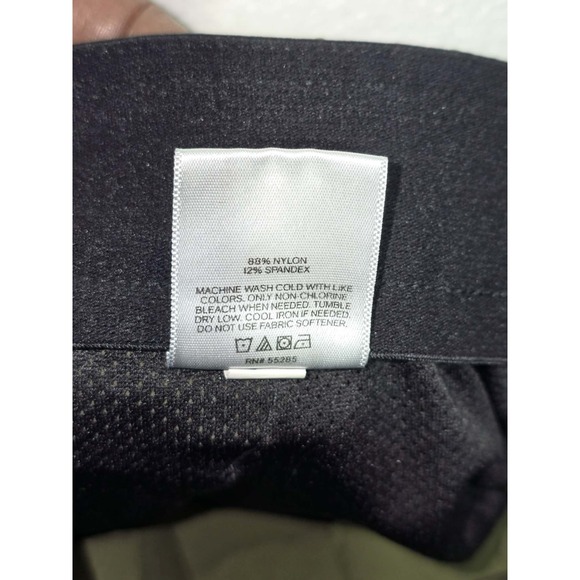 88% NYLON
12% SPANDEX
MACHINE WASH COLD WITH LIKE
COLORS. ONLY NON-CHLORINE
BLEACH WHEN NEEDED. TUMBLE
DRY LOW. COOL IRON IF NEEDED.
DO NOT USE FABRIC SOFTENER.
RN# 55285